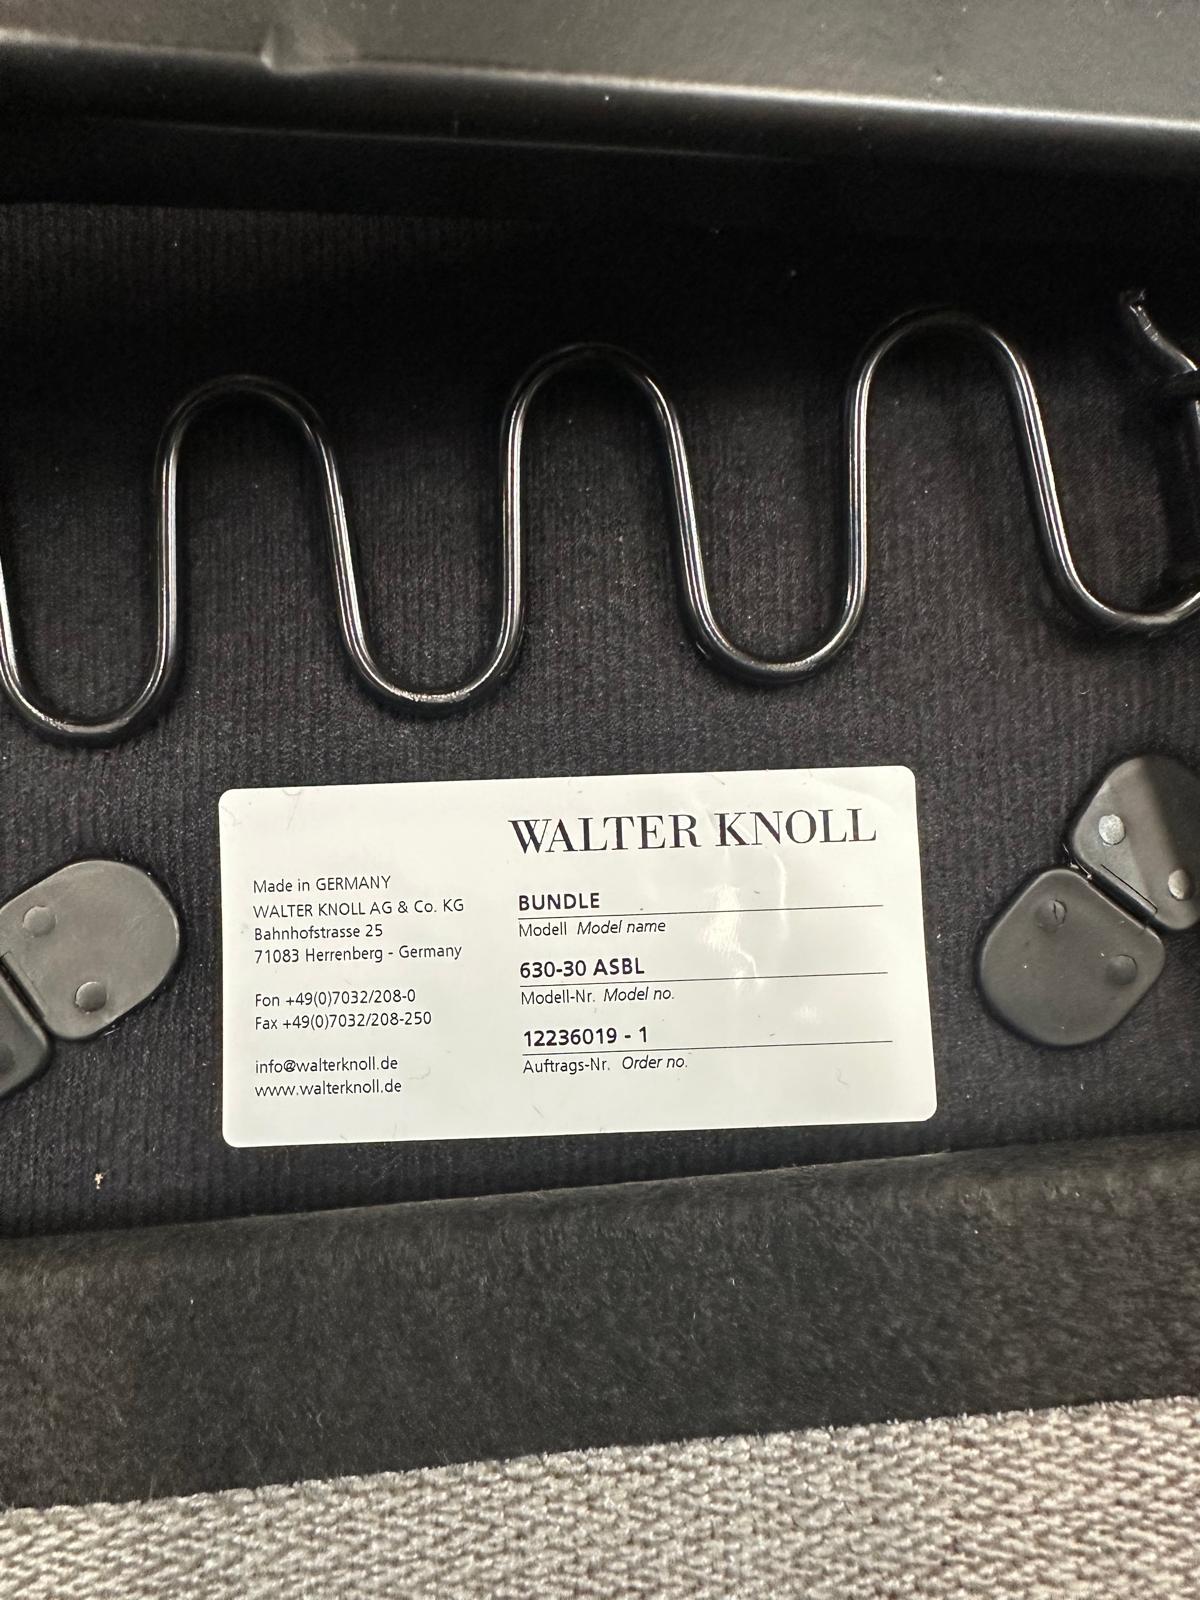 WALTER KNOLL
Made in GERMANY
WALTER KNOLL AG & Co. KG
Bahnhofstrasse 25
71083 Herrenberg - Germany
Fon +49(0)7032/208-0
Fax +49(0)7032/208-250
info@walterknoll.de
www.walterknoll.de
BUNDLE
Modell Model name
630-30 ASBL
Modell-Nr. Model no.
12236019 - 1
Auftrags-Nr. Order no.